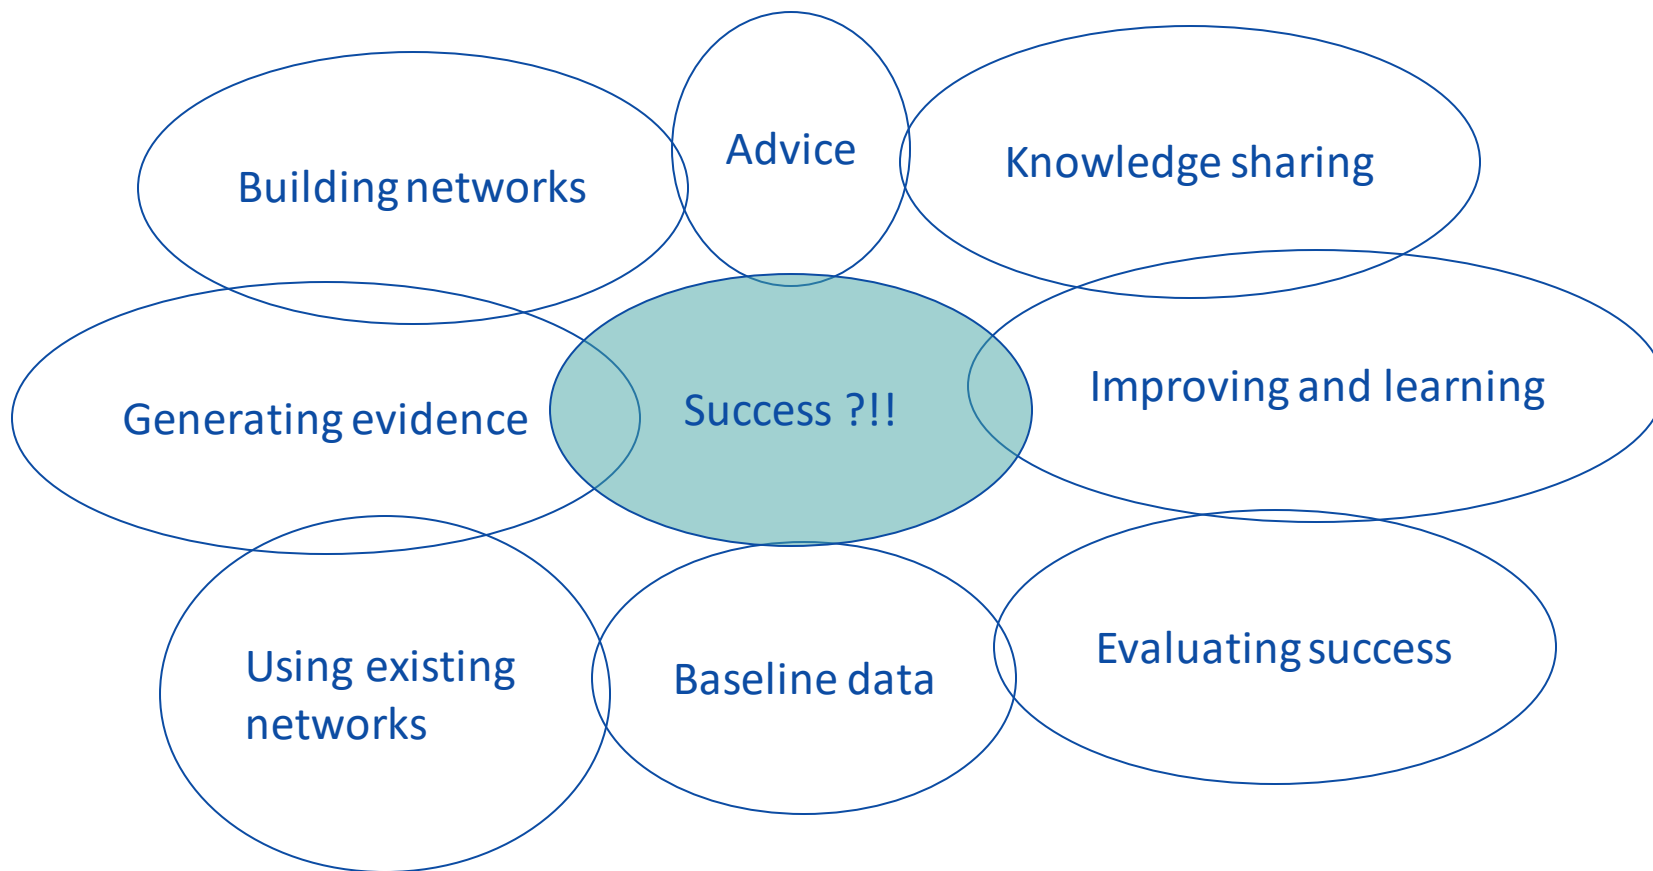 Advice
Knowledge sharing
Building networks
Improving and learning
Success ?!!
Generating evidence
Evaluating success
Using existing
networks
Baseline data